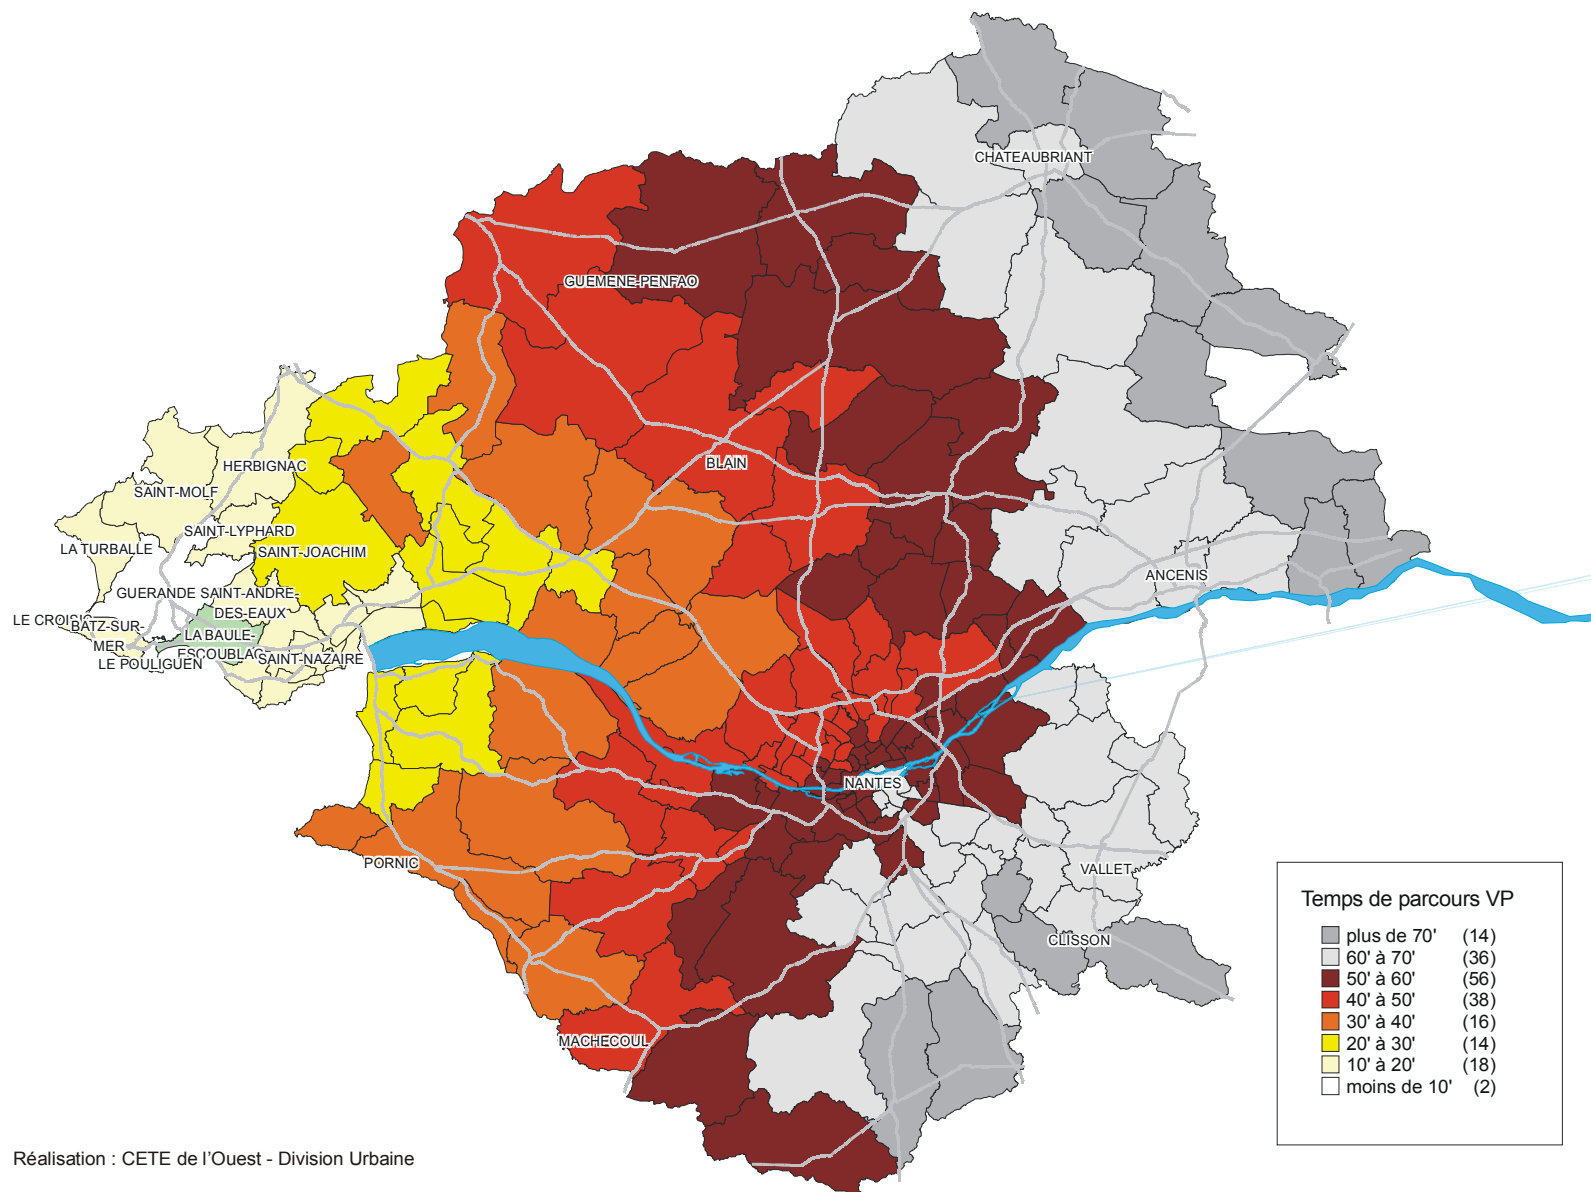 CHATEAUBRIANT
GUEMENE-PENFAO
BLAIN
HERBIGNAC
SAINT-MOLF
SAINT-LYPHARD
LA TURBALLE
SAINT-JOACHIM
ANCENIS
GUERANDE SAINT-ANDRE-
DES-EAUX
LE CROISIC
BATZ-SUR-
MER
LA BAULE-
ESCOUBLAC
LE POULIGUEN
SAINT-NAZAIRE
NANTES
PORNIC
VALLET
CLISSON
MACHECOUL
Temps de parcours VP
plus de 70' (14)
60' à 70' (36)
50' à 60' (56)
40' à 50' (38)
30' à 40' (16)
20' à 30' (14)
10' à 20' (18)
moins de 10' (2)
Réalisation : CETE de l'Ouest - Division Urbaine